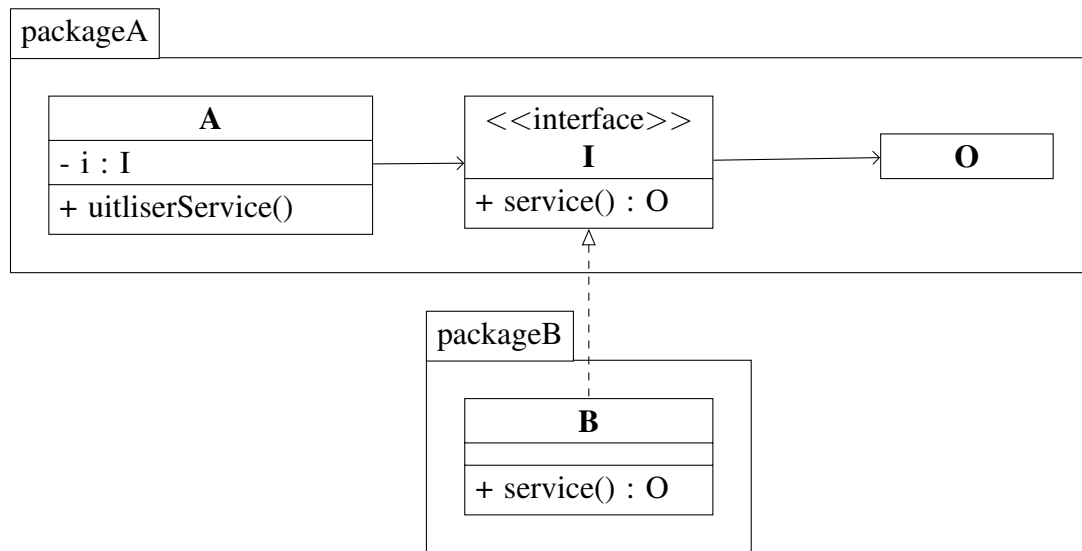 packageA
A
- i : I
+ uitliserService()
<<interface>>
I
+ service() : O
O
packageB
B
+ service() : O